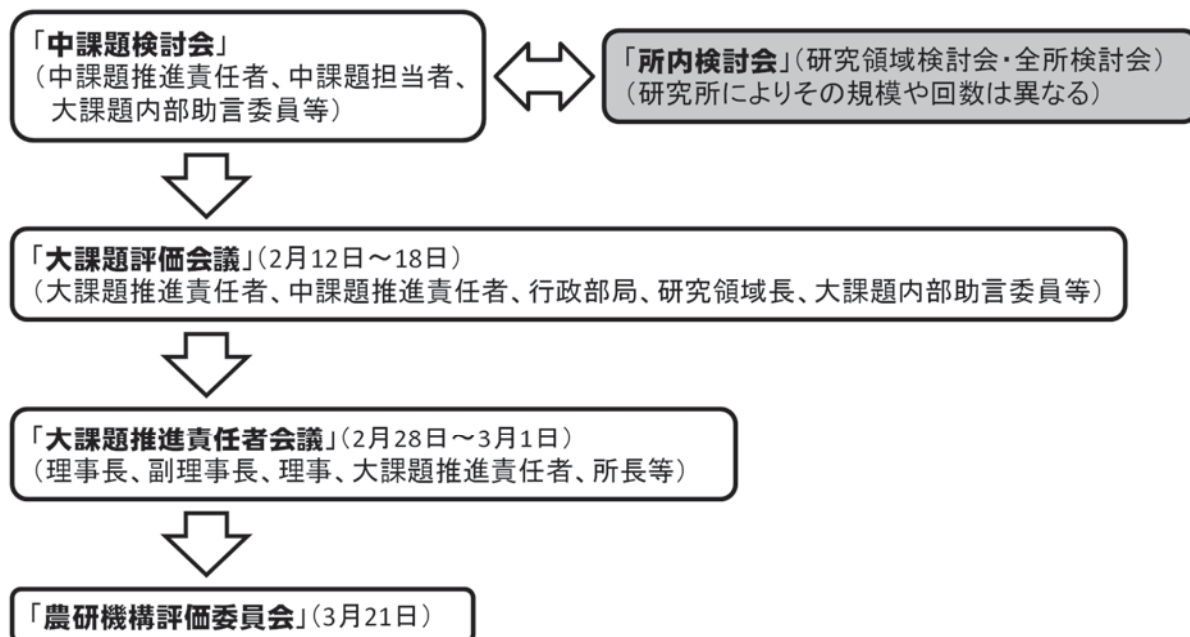 「中課題検討会」
（中課題推進責任者、中課題担当者、
大課題内部助言委員等）
「所内検討会」（研究領域検討会・全所検討会）
（研究所によりその規模や回数は異なる）
「大課題評価会議」（2月12日～18日）
（大課題推進責任者、中課題推進責任者、行政部局、研究領域長、大課題内部助言委員等）
「大課題推進責任者会議」（2月28日～3月1日）
（理事長、副理事長、理事、大課題推進責任者、所長等）
「農研機構評価委員会」（3月21日）